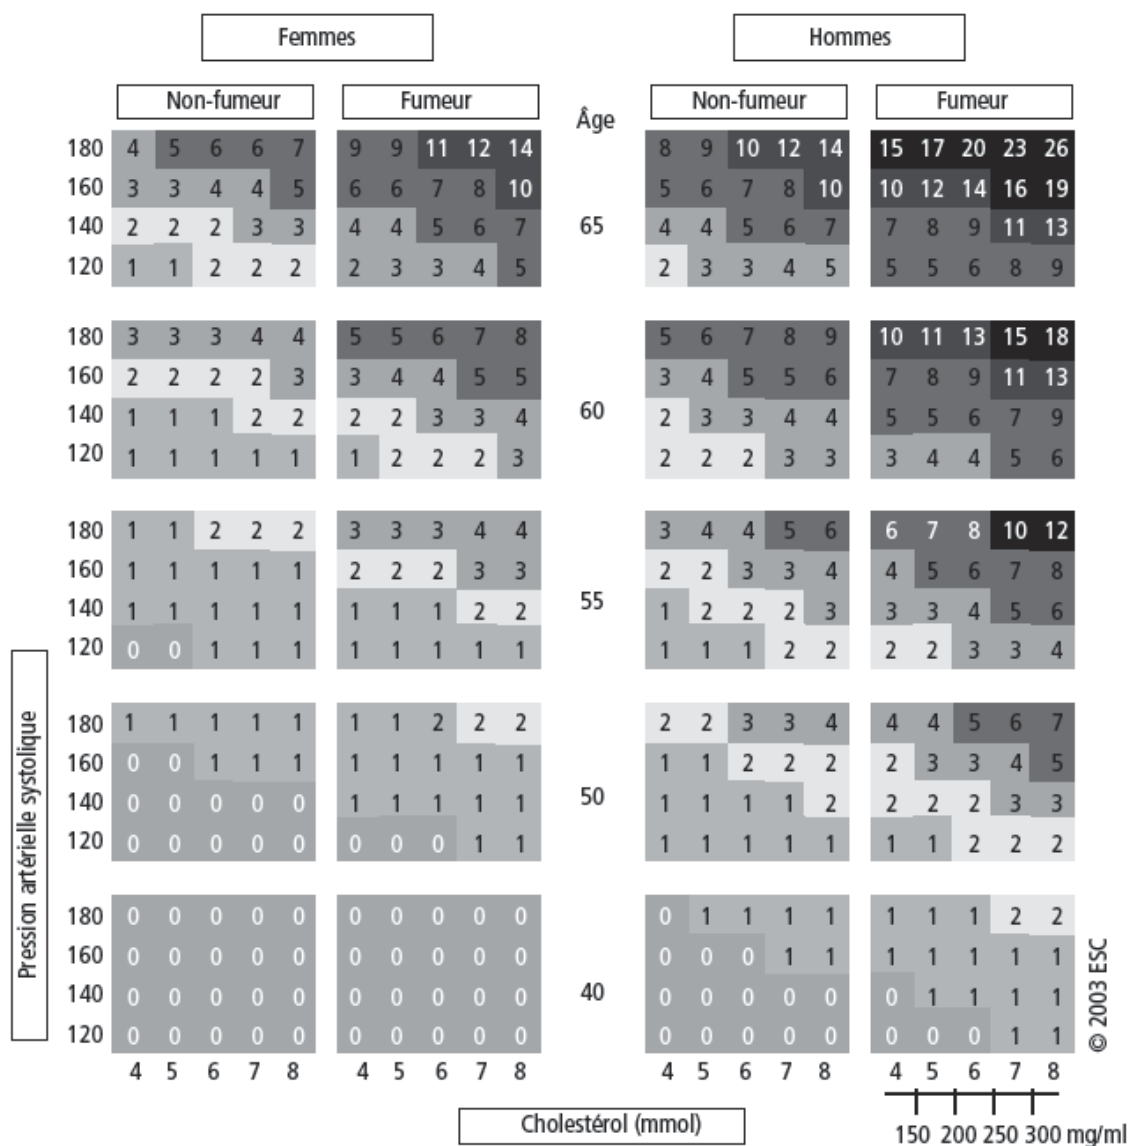 Femmes Hommes
Non-fumeur Fumeur Âge Non-fumeur Fumeur
180 4 5 6 6 7 9 9 11 12 14 8 9 10 12 14 15 17 20 23 26
160 3 3 4 4 5 6 6 7 8 10 5 6 7 8 10 10 12 14 16 19
65
140 2 2 2 3 3 4 4 5 6 7 4 4 5 6 7 7 8 9 11 13
120 1 1 2 2 2 2 3 3 4 5 2 3 3 4 5 5 5 6 8 9
180 3 3 3 4 4 5 5 6 7 8 5 6 7 8 9 10 11 13 15 18
160 2 2 2 2 3 3 4 4 5 5 3 4 5 5 6 7 8 9 11 13
60
140 1 1 1 2 2 2 2 3 3 4 2 3 3 4 4 5 5 6 7 9
120 1 1 1 1 1 1 2 2 2 3 2 2 2 3 3 3 4 4 5 6
180 1 1 2 2 2 3 3 3 4 4 3 4 4 5 6 6 7 8 10 12
160 1 1 1 1 1 2 2 2 3 3 2 2 3 3 4 4 5 6 7 8
55
140 1 1 1 1 1 1 1 1 2 2 1 2 2 2 3 3 3 4 5 6
120 0 0 1 1 1 1 1 1 1 1 1 1 1 2 2 2 2 3 3 4
180 1 1 1 1 1 1 1 2 2 2 2 2 3 3 4 4 4 5 6 7
160 0 0 1 1 1 1 1 1 1 1 1 1 2 2 2 2 3 3 4 5
50
140 0 0 0 0 0 1 1 1 1 1 1 1 1 1 2 2 2 2 3 3
120 0 0 0 0 0 0 0 0 1 1 1 1 1 1 1 1 1 2 2 2
180 0 0 0 0 0 0 0 0 0 0 0 1 1 1 1 1 1 1 2 2
160 0 0 0 0 0 0 0 0 0 0 0 0 0 1 1 1 1 1 1 1
40
140 0 0 0 0 0 0 0 0 0 0 0 0 0 0 0 0 1 1 1 1
120 0 0 0 0 0 0 0 0 0 0 0 0 0 0 0 0 0 0 1 1
Pression artérielle systolique
© 2003 ESC
4 5 6 7 8 4 5 6 7 8 4 5 6 7 8 4 5 6 7 8
Cholestérol (mmol)
150 200 250 300 mg/ml